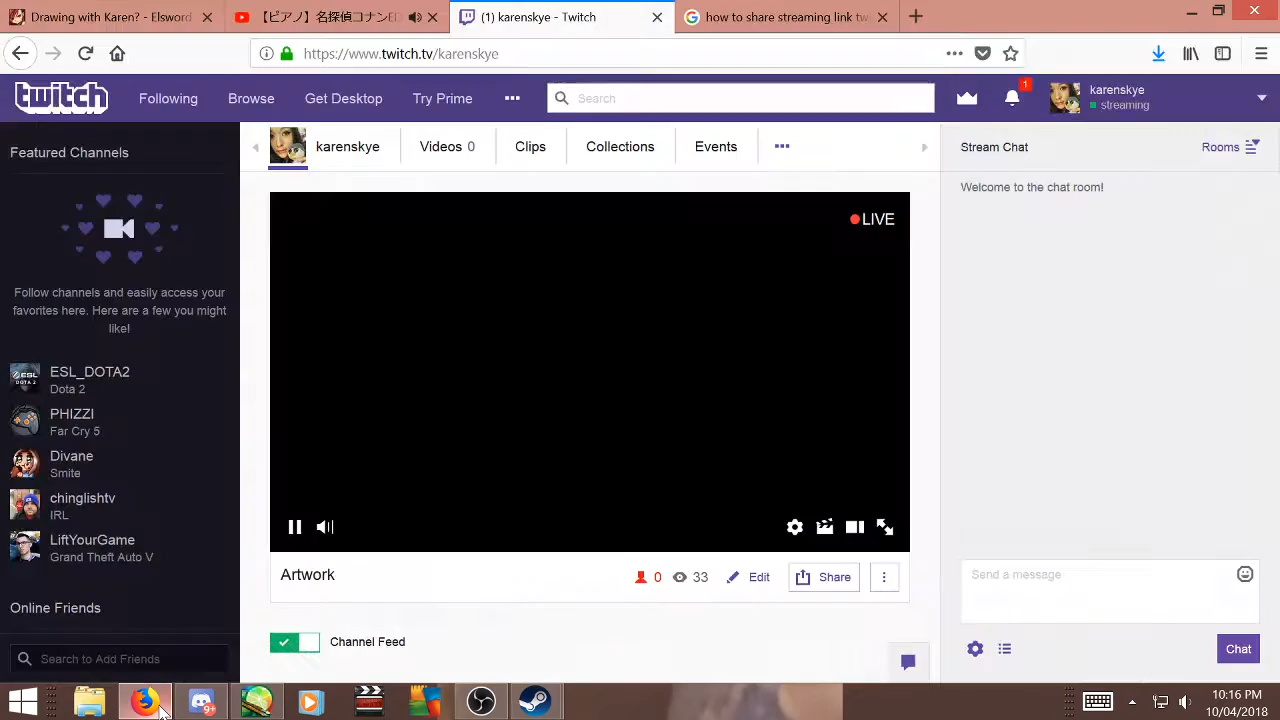 Drawing with Karen? - Elsword
【ピアノ】名探偵コナンED
(1) karenskye - Twitch
how to share streaming link tw
https://www.twitch.tv/karenskye
twitch
Following
Browse
Get Desktop
Try Prime
Search
1
karenskye
streaming
Featured Channels
karenskye
Videos 0
Clips
Collections
Events
Stream Chat
Rooms
Welcome to the chat room!
LIVE
Follow channels and easily access your
favorites here. Here are a few you might
like!
ESL_DOTA2
Dota 2
PHIZZI
Far Cry 5
Divane
Smite
chinglishtv
IRL
LiftYourGame
Grand Theft Auto V
Online Friends
Search to Add Friends
Artwork
0
33
Edit
Share
Channel Feed
Send a message
Chat
9+
10:16 PM
10/04/2018